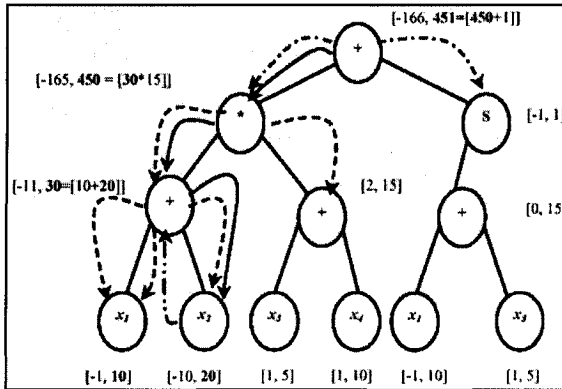 [-166, 451=[450+1]]
+
[-165, 450 = [30*15]]
*
S
[-1, 1]
[-11, 30=[10+20]]
+
+
[2, 15]
+
[0, 15
x1
x2
x3
x4
x1
x3
[-1, 10]
[-10, 20]
[1, 5]
[1, 10]
[-1, 10]
[1, 5]